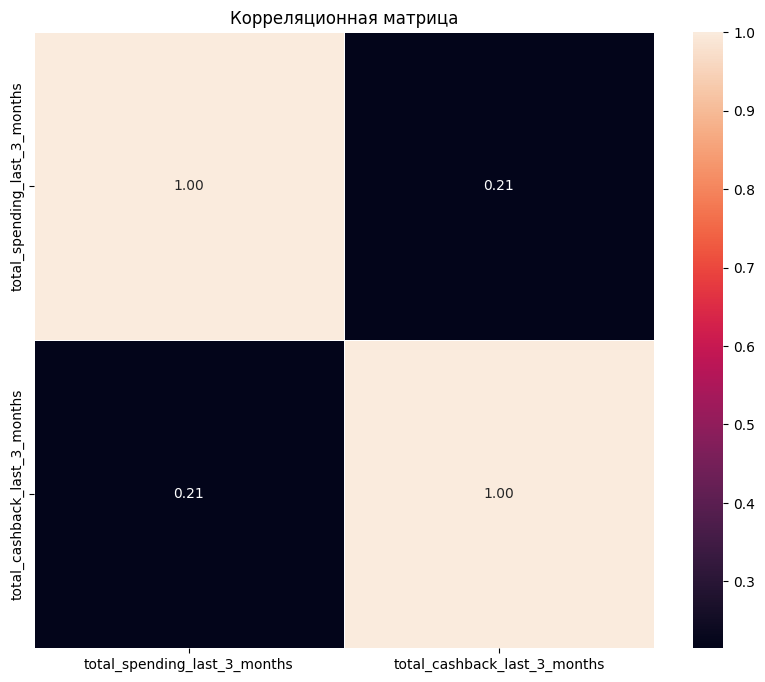 Корреляционная матрица
total_spending_last_3_months
1.00
0.21
total_cashback_last_3_months
0.21
1.00
total_spending_last_3_months
total_cashback_last_3_months
1.0
0.9
0.8
0.7
0.6
0.5
0.4
0.3